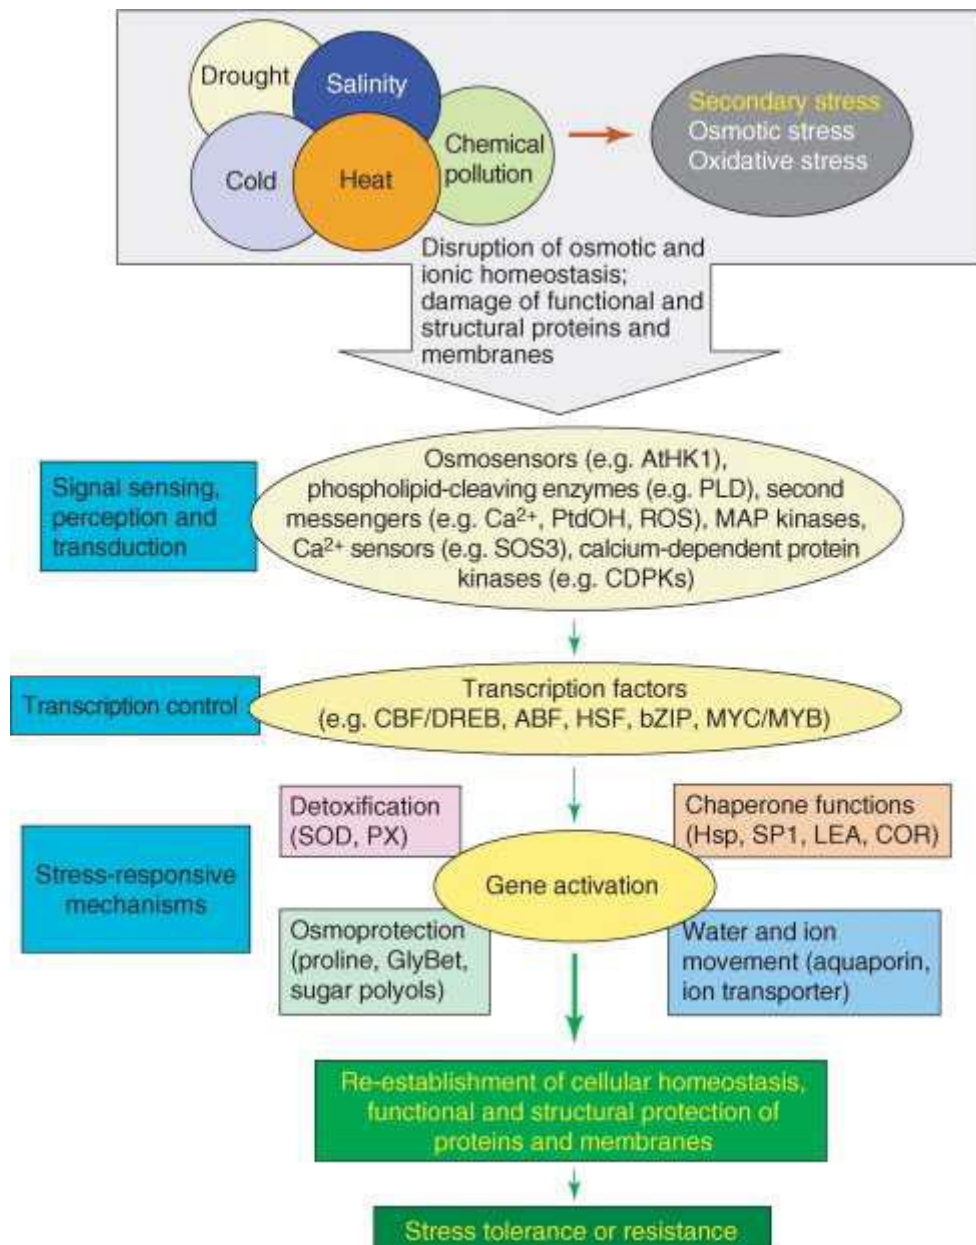 Drought
Salinity
Cold
Heat
Chemical
pollution
Secondary stress
Osmotic stress
Oxidative stress
Disruption of osmotic and
ionic homeostasis;
damage of functional and
structural proteins and
membranes
Signal sensing,
perception and
transduction
Osmosensors (e.g. AtHK1),
phospholipid-cleaving enzymes (e.g. PLD), second
messengers (e.g. Ca²⁺, PtdOH, ROS), MAP kinases,
Ca²⁺ sensors (e.g. SOS3), calcium-dependent protein
kinases (e.g. CDPKs)
Transcription control
Transcription factors
(e.g. CBF/DREB, ABF, HSF, bZIP, MYC/MYB)
Stress-responsive
mechanisms
Detoxification
(SOD, PX)
Chaperone functions
(Hsp, SP1, LEA, COR)
Gene activation
Osmoprotection
(proline, GlyBet,
sugar polyols)
Water and ion
movement (aquaporin,
ion transporter)
Re-establishment of cellular homeostasis,
functional and structural protection of
proteins and membranes
Stress tolerance or resistance